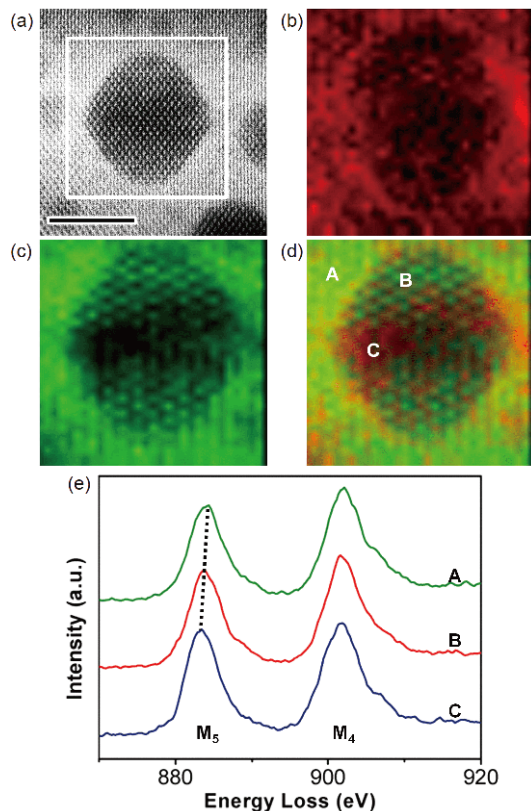 (a)
(b)
(c)
(d)
A
B
C
(e)
A
B
C
M₅ M₄
Intensity (a.u.)
880 900 920
Energy Loss (eV)